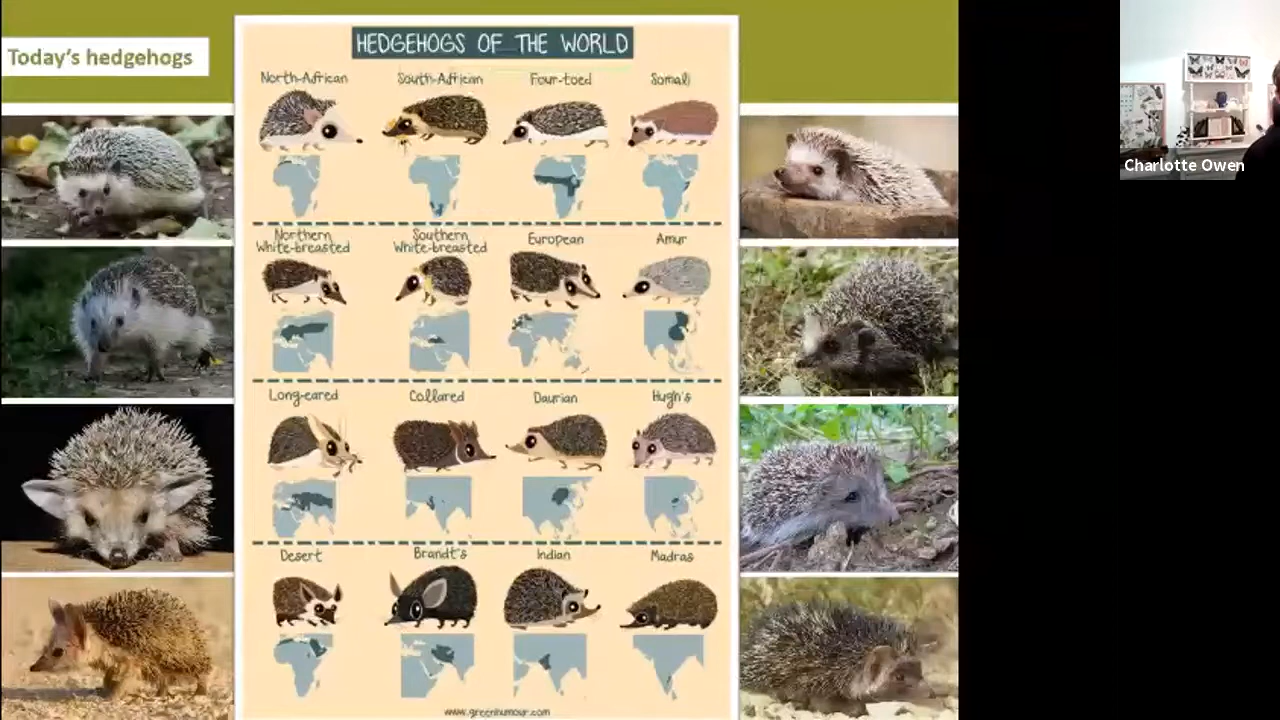 Today's hedgehogs
HEDGEHOGS OF THE WORLD
North-African
South-African
Four-toed
Somali
Northern
White-breasted
Southern
White-breasted
European
Amur
Long-eared
Collared
Daurian
Hugh's
Desert
Brandt's
Indian
Madras
www.greenhumour.com
Charlotte Owen